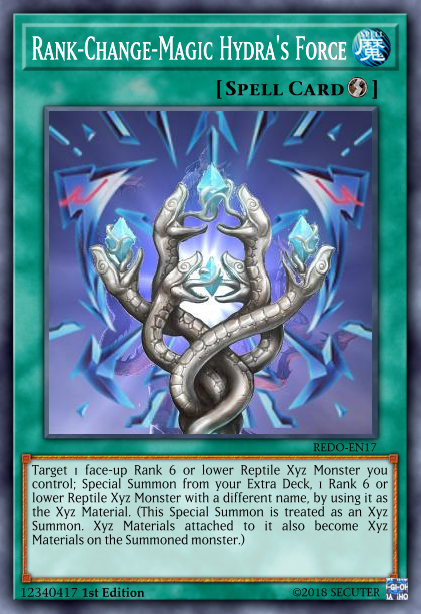 Rank-Change-Magic Hydra's Force
魔
[Spell Card]
REDO-EN17
Target 1 face-up Rank 6 or lower Reptile Xyz Monster you
control; Special Summon from your Extra Deck, 1 Rank 6 or
lower Reptile Xyz Monster with a different name, by using it as
the Xyz Material. (This Special Summon is treated as an Xyz
Summon. Xyz Materials attached to it also become Xyz
Materials on the Summoned monster.)
12340417 1st Edition
©2018 SECUTER